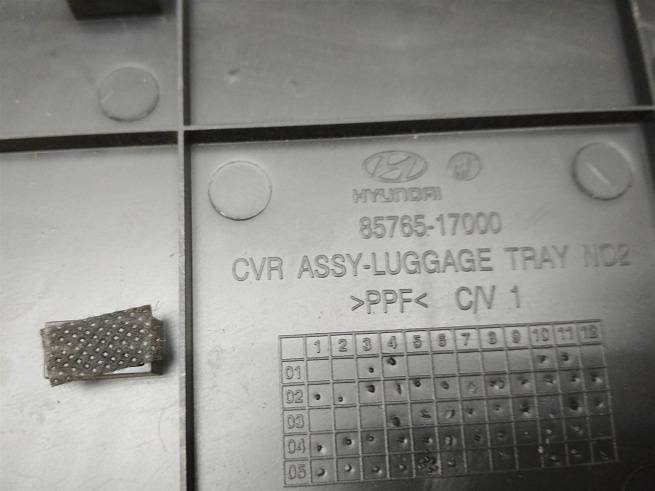 HYUNDAI
85765-17000
CVR ASSY-LUGGAGE TRAY NO2
>PPF< C/V 1
1 2 3 4 5 6 7 8 9 10 11 12
01
02
03
04
05